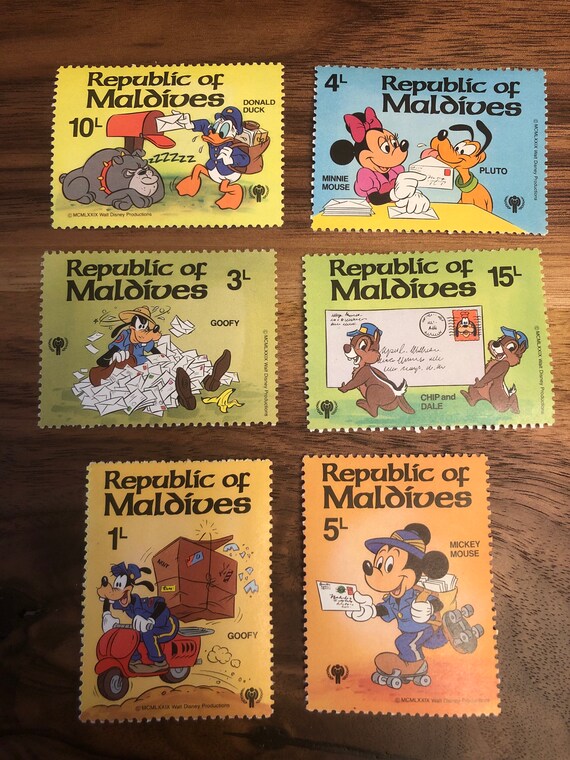 Republic of
Maldives
10L
DONALD
DUCK
ZZZZZZ
©MCMLXXIX Walt Disney Productions
Republic of
Maldives
4L
MINNIE
MOUSE
PLUTO
©MCMLXXIX Walt Disney Productions
Republic of
Maldives
3L
GOOFY
©MCMLXXIX Walt Disney Productions
Republic of
Maldives
15L
CHIP and
DALE
©MCMLXXIX Walt Disney Productions
Republic of
Maldives
1L
GOOFY
©MCMLXXIX Walt Disney Productions
Republic of
Maldives
5L
MICKEY
MOUSE
©MCMLXXIX Walt Disney Productions